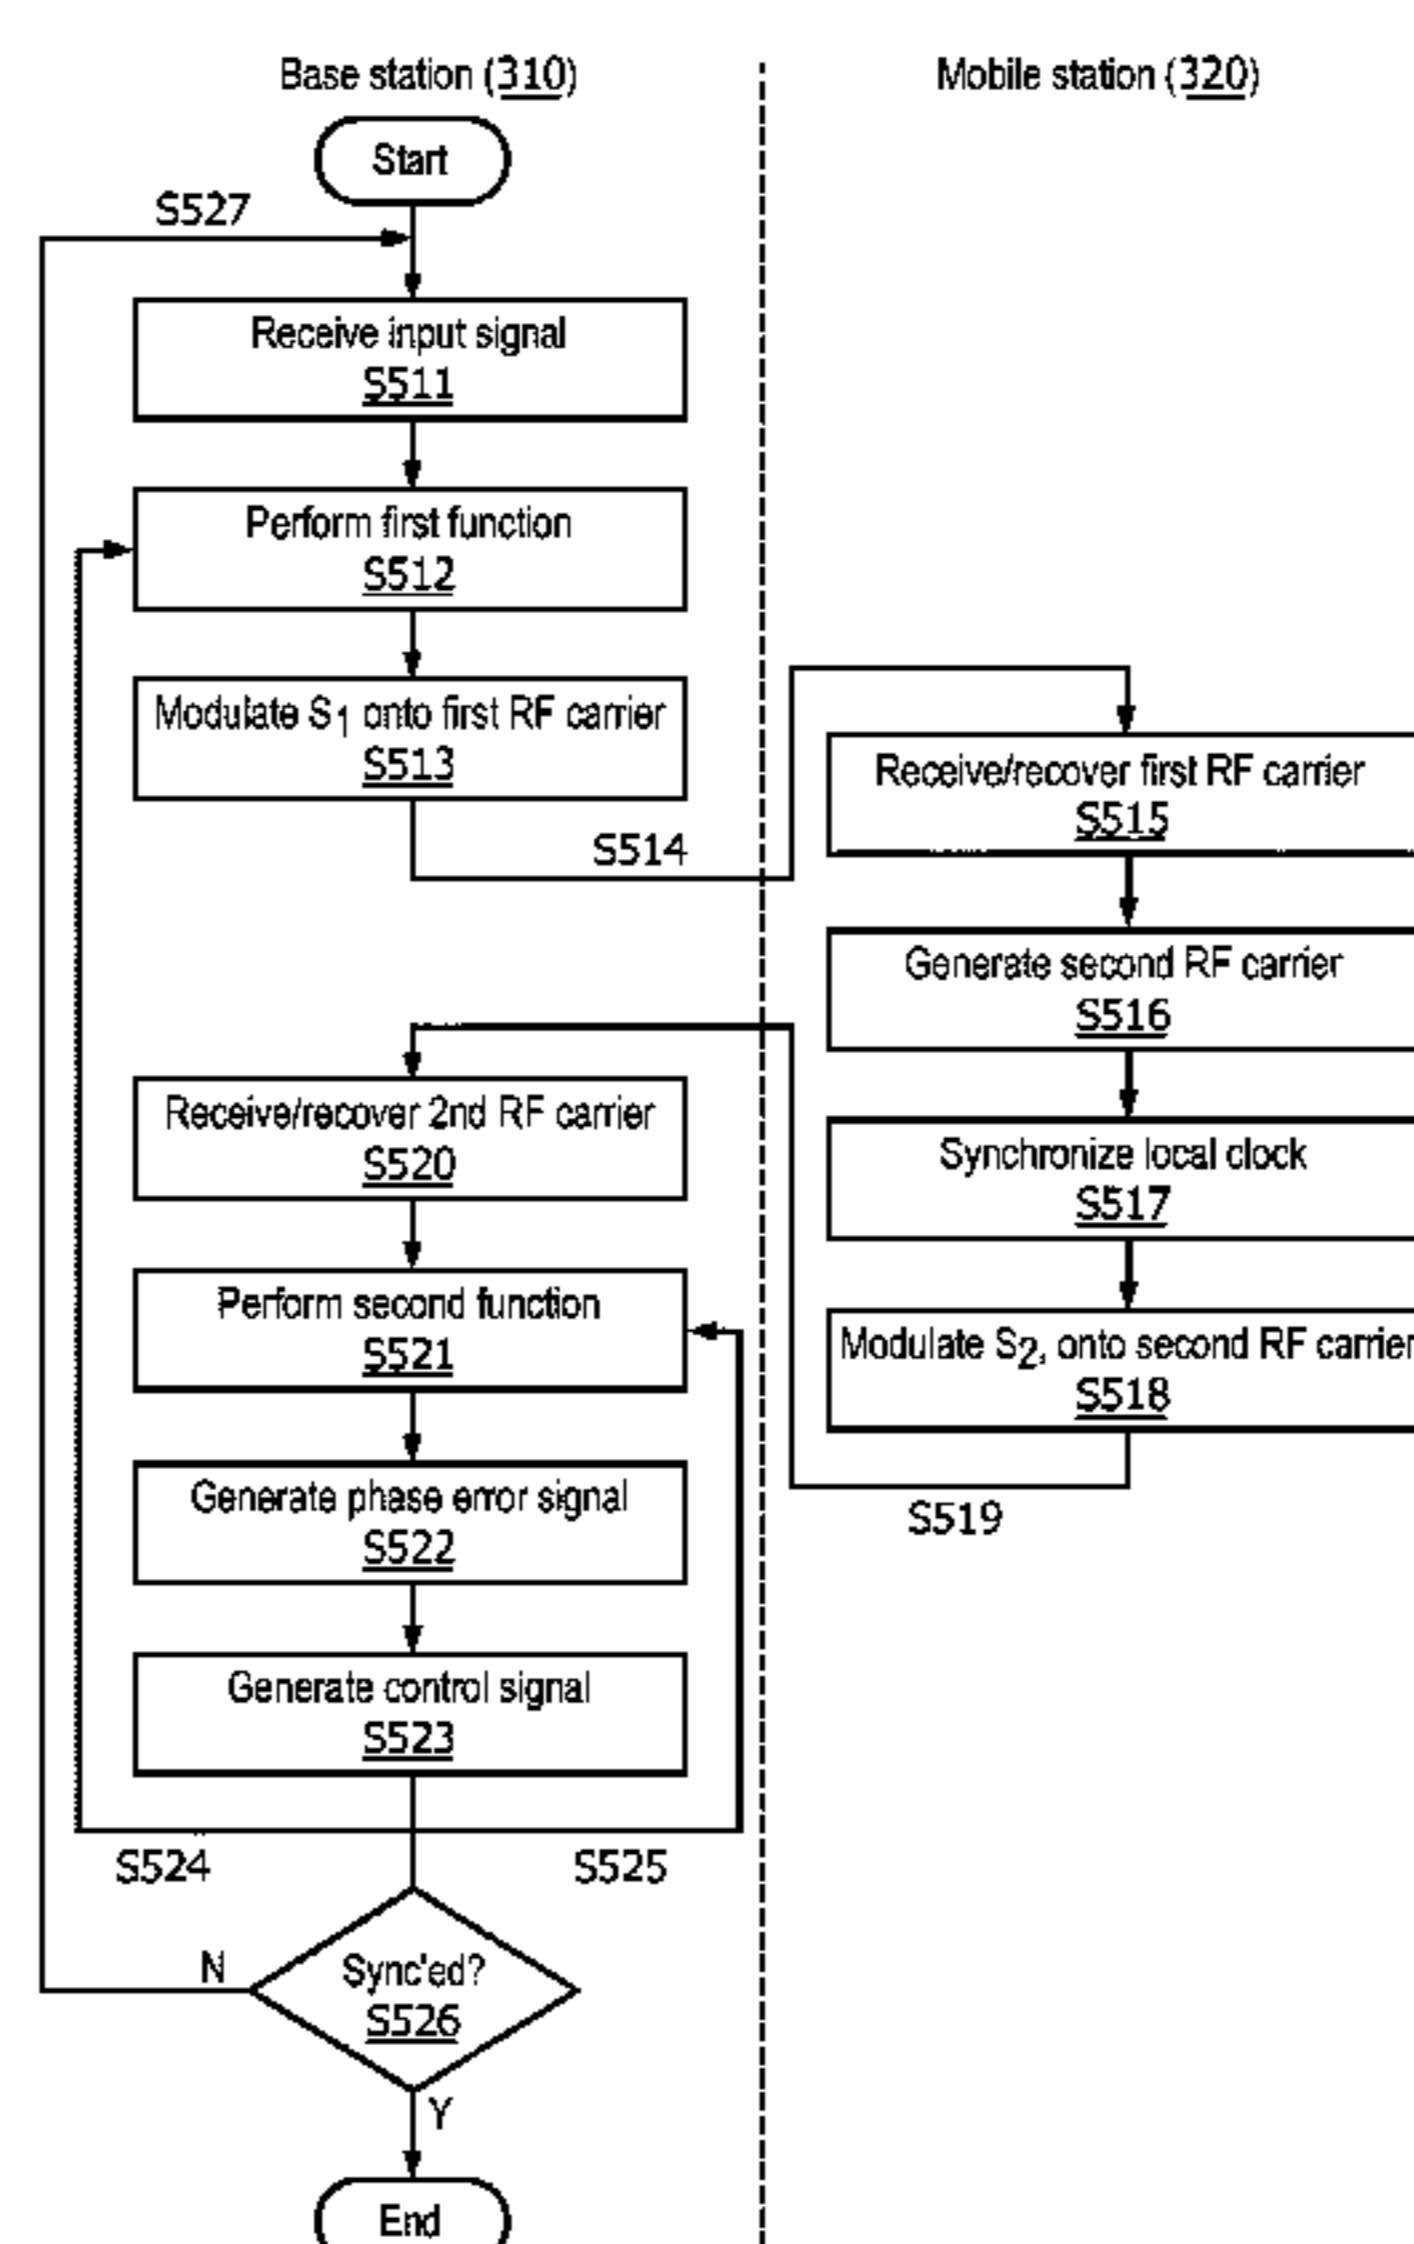 Base station (310)
Mobile station (320)
Start
S527
Receive input signal
S511
Perform first function
S512
Modulate S1 onto first RF carrier
S513
S514
Receive/recover first RF carrier
S515
Generate second RF carrier
S516
Synchronize local clock
S517
Modulate S2, onto second RF carrier
S518
S519
Receive/recover 2nd RF carrier
S520
Perform second function
S521
Generate phase error signal
S522
Generate control signal
S523
S524
S525
N
Sync'ed?
S526
Y
End